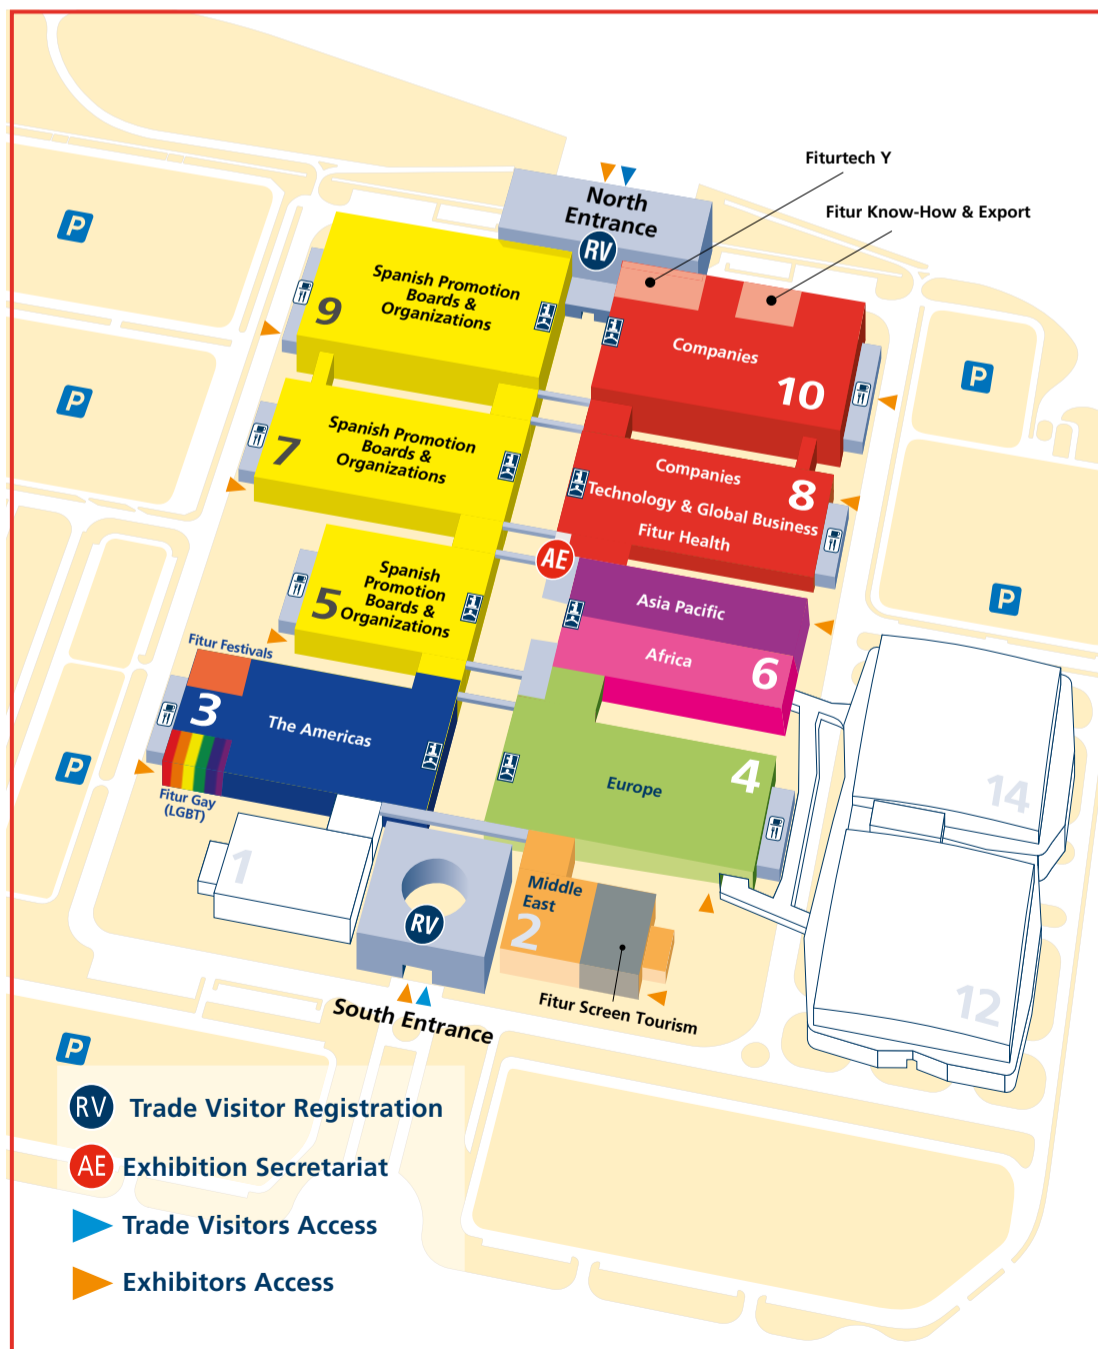 Fiturtech Y
Fitur Know-How & Export
North
Entrance
RV
P
Spanish Promotion
Boards &
Organizations
9
Companies
10
P
P
Spanish Promotion
Boards &
Organizations
7
Companies
8
Technology & Global Business
Fitur Health
AE
Spanish
Promotion
Boards &
Organizations
5
Asia Pacific
Africa
6
P
Fitur Festivals
3
The Americas
Fitur Gay
(LGBT)
P
Europe
4
14
1
RV
Middle
East
2
12
Fitur Screen Tourism
South Entrance
P
RV Trade Visitor Registration
AE Exhibition Secretariat
Trade Visitors Access
Exhibitors Access